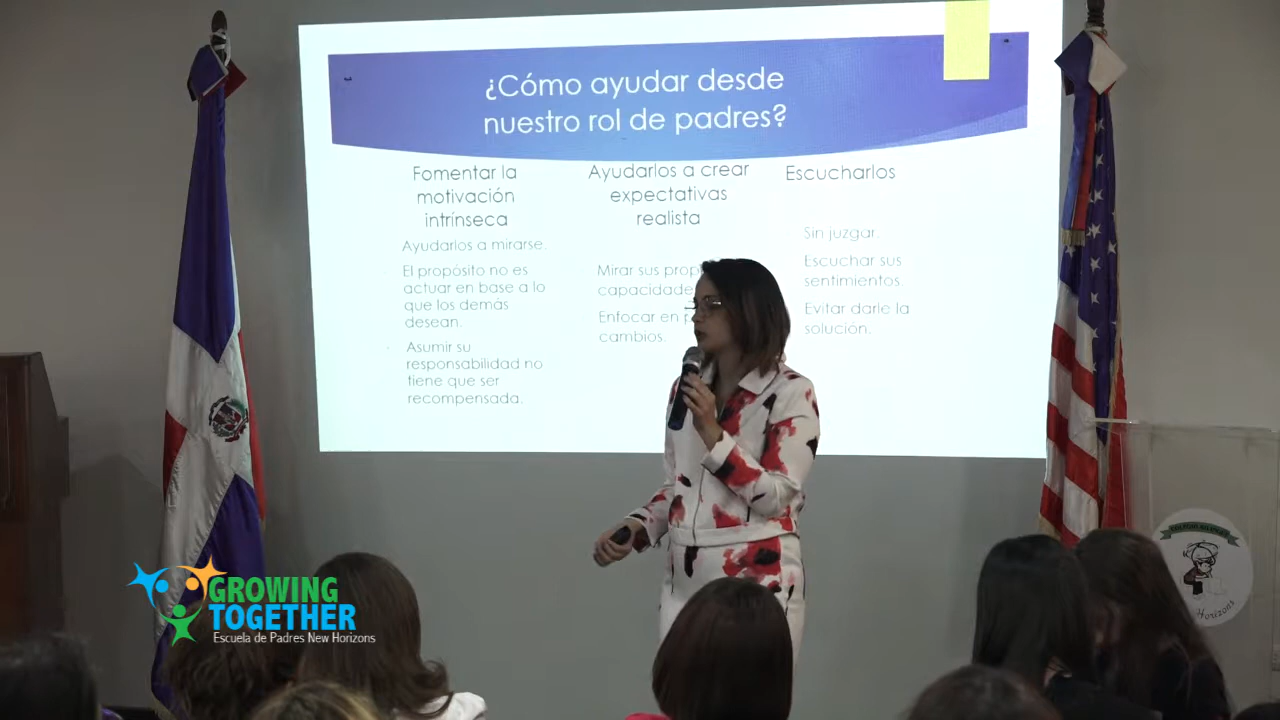 ¿Cómo ayudar desde
nuestro rol de padres?
Fomentar la
motivación
intrínseca
Ayudarlos a mirarse.
El propósito no es
actuar en base a lo
que los demás
desean.
Asumir su
responsabilidad no
tiene que ser
recompensada.
Ayudarlos a crear
expectativas
realista
Mirar sus
Enfocar en
cambios.
Escucharlos
Sin juzgar.
Escuchar sus
sentimientos.
Evitar darle la
solución.
GROWING
TOGETHER
Escuela de Padres New Horizons
Horizons